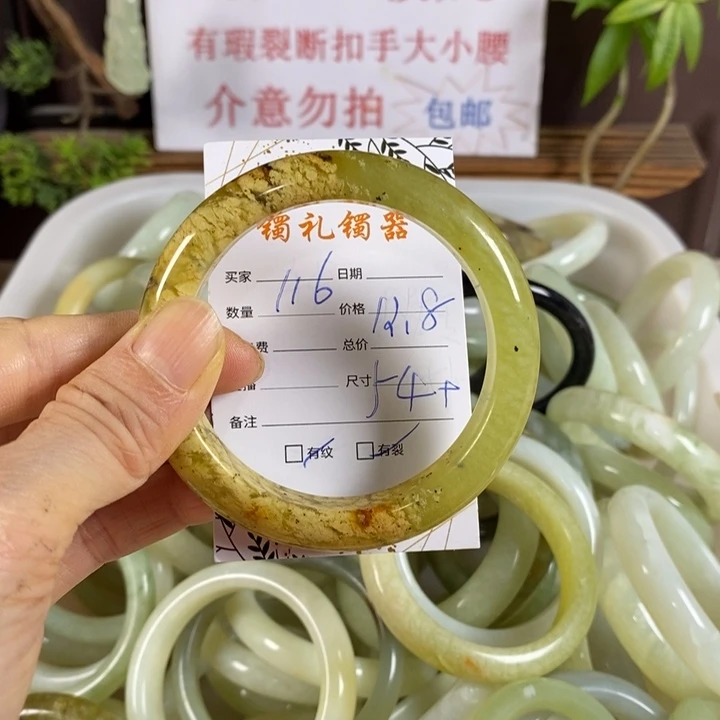 有瑕裂断扣手大小腰
介意勿拍 包邮
镯礼镯器
买家 116 日期
数量 价格 12.8
费 总价
尺寸 54+
备注
有纹 有裂